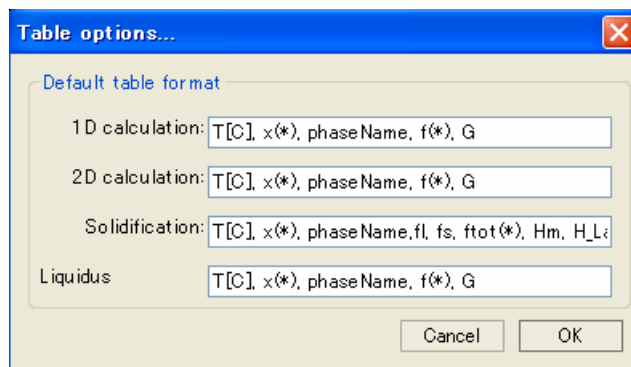 Table options...
Default table format
1D calculation: T[C], x(*), phaseName, f(*), G
2D calculation: T[C], x(*), phaseName, f(*), G
Solidification: T[C], x(*), phaseName,fl, fs, ftot(*), Hm, H_La
Liquidus T[C], x(*), phaseName, f(*), G
Cancel OK